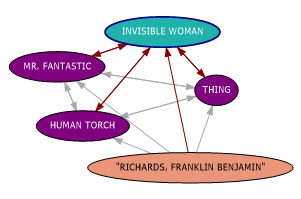 INVISIBLE WOMAN
MR. FANTASTIC
THING
HUMAN TORCH
"RICHARDS, FRANKLIN BENJAMIN"